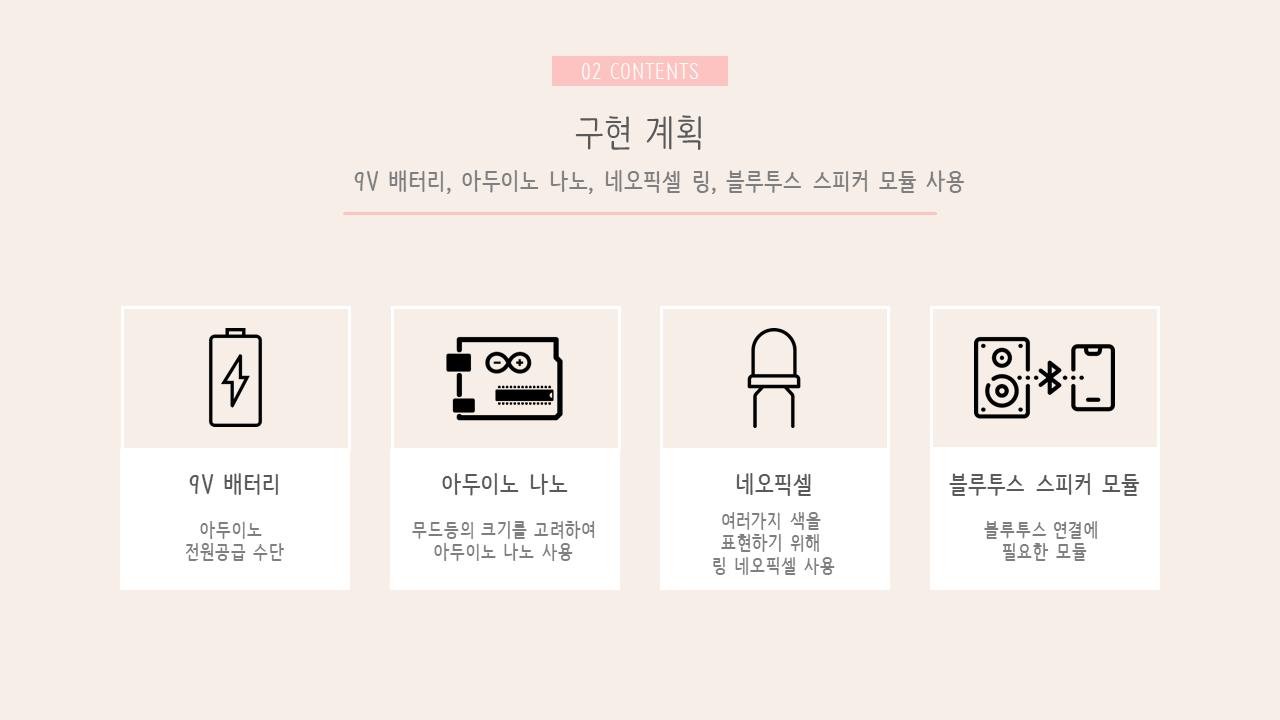 02 CONTENTS
구현 계획
9V 배터리, 아두이노 나노, 네오픽셀 링, 블루투스 스피커 모듈 사용
9V 배터리
아두이노
전원공급 수단
아두이노 나노
무드등의 크기를 고려하여
아두이노 나노 사용
네오픽셀
여러가지 색을
표현하기 위해
링 네오픽셀 사용
블루투스 스피커 모듈
블루투스 연결에
필요한 모듈